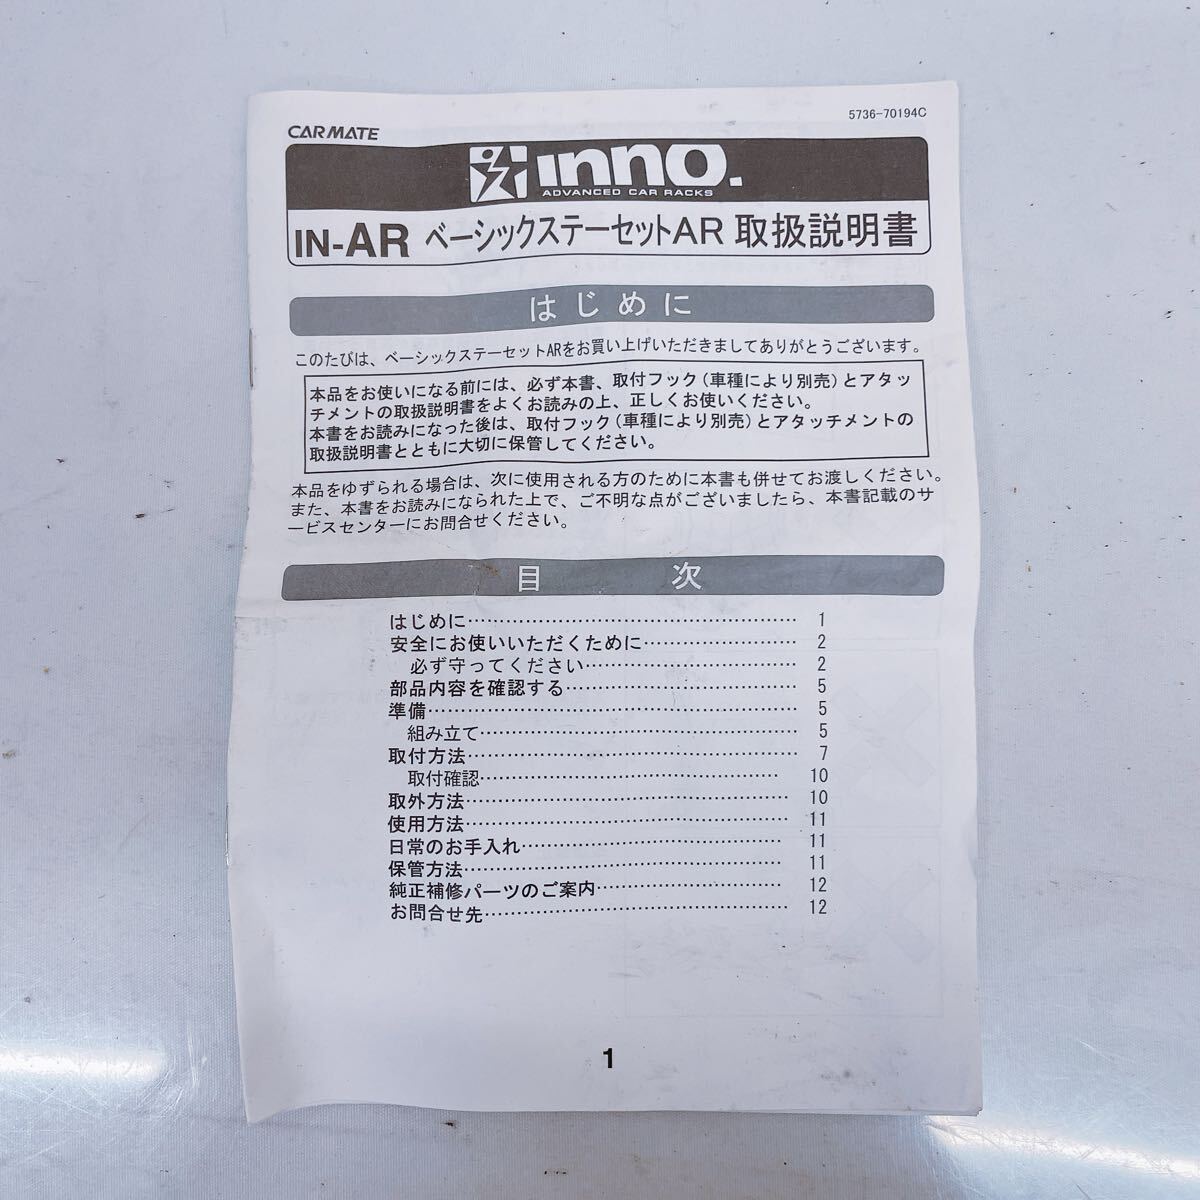 5736-70194C
CARMATE
inno.
ADVANCED CAR RACKS
IN-AR ベーシックステーセットAR 取扱説明書
はじめに
このたびは、ベーシックステーセットARをお買い上げいただきましてありがとうございます。
本品をお使いになる前には、必ず本書、取付フック（車種により別売）とアタッ
チメントの取扱説明書をよくお読みの上、正しくお使いください。
本書をお読みになった後は、取付フック（車種により別売）とアタッチメントの
取扱説明書とともに大切に保管してください。
本品をゆずられる場合は、次に使用される方のために本書も併せてお渡しください。
また、本書をお読みになられた上で、ご不明な点がございましたら、本書記載のサ
ービスセンターにお問合せください。
目 次
はじめに…………………………………………… 1
安全にお使いいただくために…………………… 2
必ず守ってください…………………………… 2
部品内容を確認する……………………………… 5
準備………………………………………………… 5
組み立て………………………………………… 5
取付方法…………………………………………… 7
取付確認……………………………………… 10
取外方法………………………………………… 10
使用方法………………………………………… 11
日常のお手入れ………………………………… 11
保管方法………………………………………… 11
純正補修パーツのご案内……………………… 12
お問合せ先……………………………………… 12
1